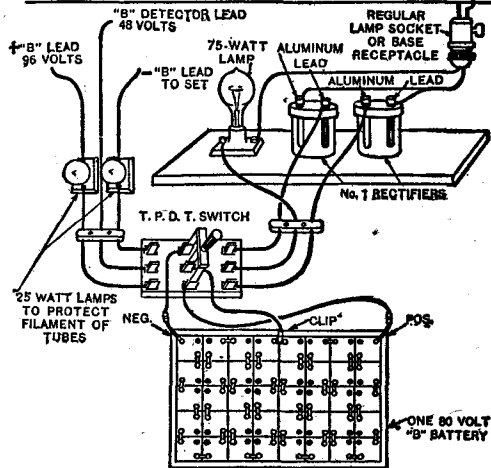 "B" DETECTOR LEAD
48 VOLTS
+"B" LEAD
96 VOLTS
-"B" LEAD
TO SET
75-WATT
LAMP
ALUMINUM
LEAD
REGULAR
LAMP SOCKET
OR BASE
RECEPTACLE
ALUMINUM
LEAD
No. 1 RECTIFIERS
T. P. D. T. SWITCH
25 WATT LAMPS
TO PROTECT
FILAMENT OF
TUBES
NEG.
CLIP
POS.
ONE 80 VOLT
"B" BATTERY